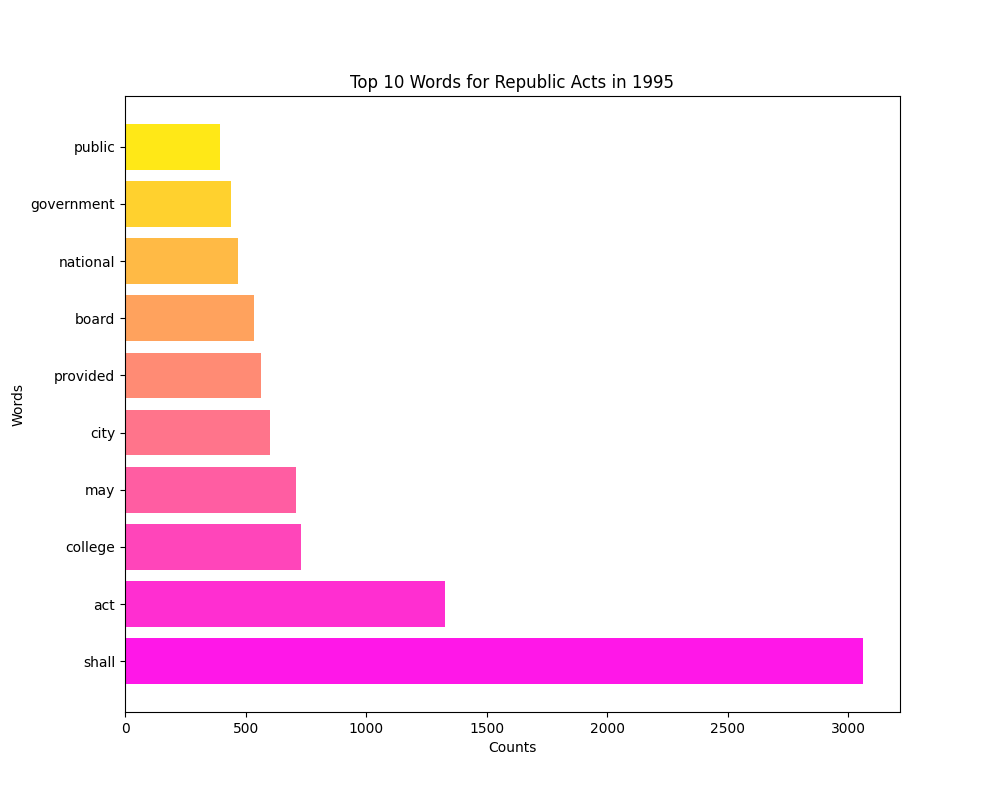 Top 10 Words for Republic Acts in 1995
public
government
national
board
provided
city
may
college
act
shall
Words
0 500 1000 1500 2000 2500 3000
Counts